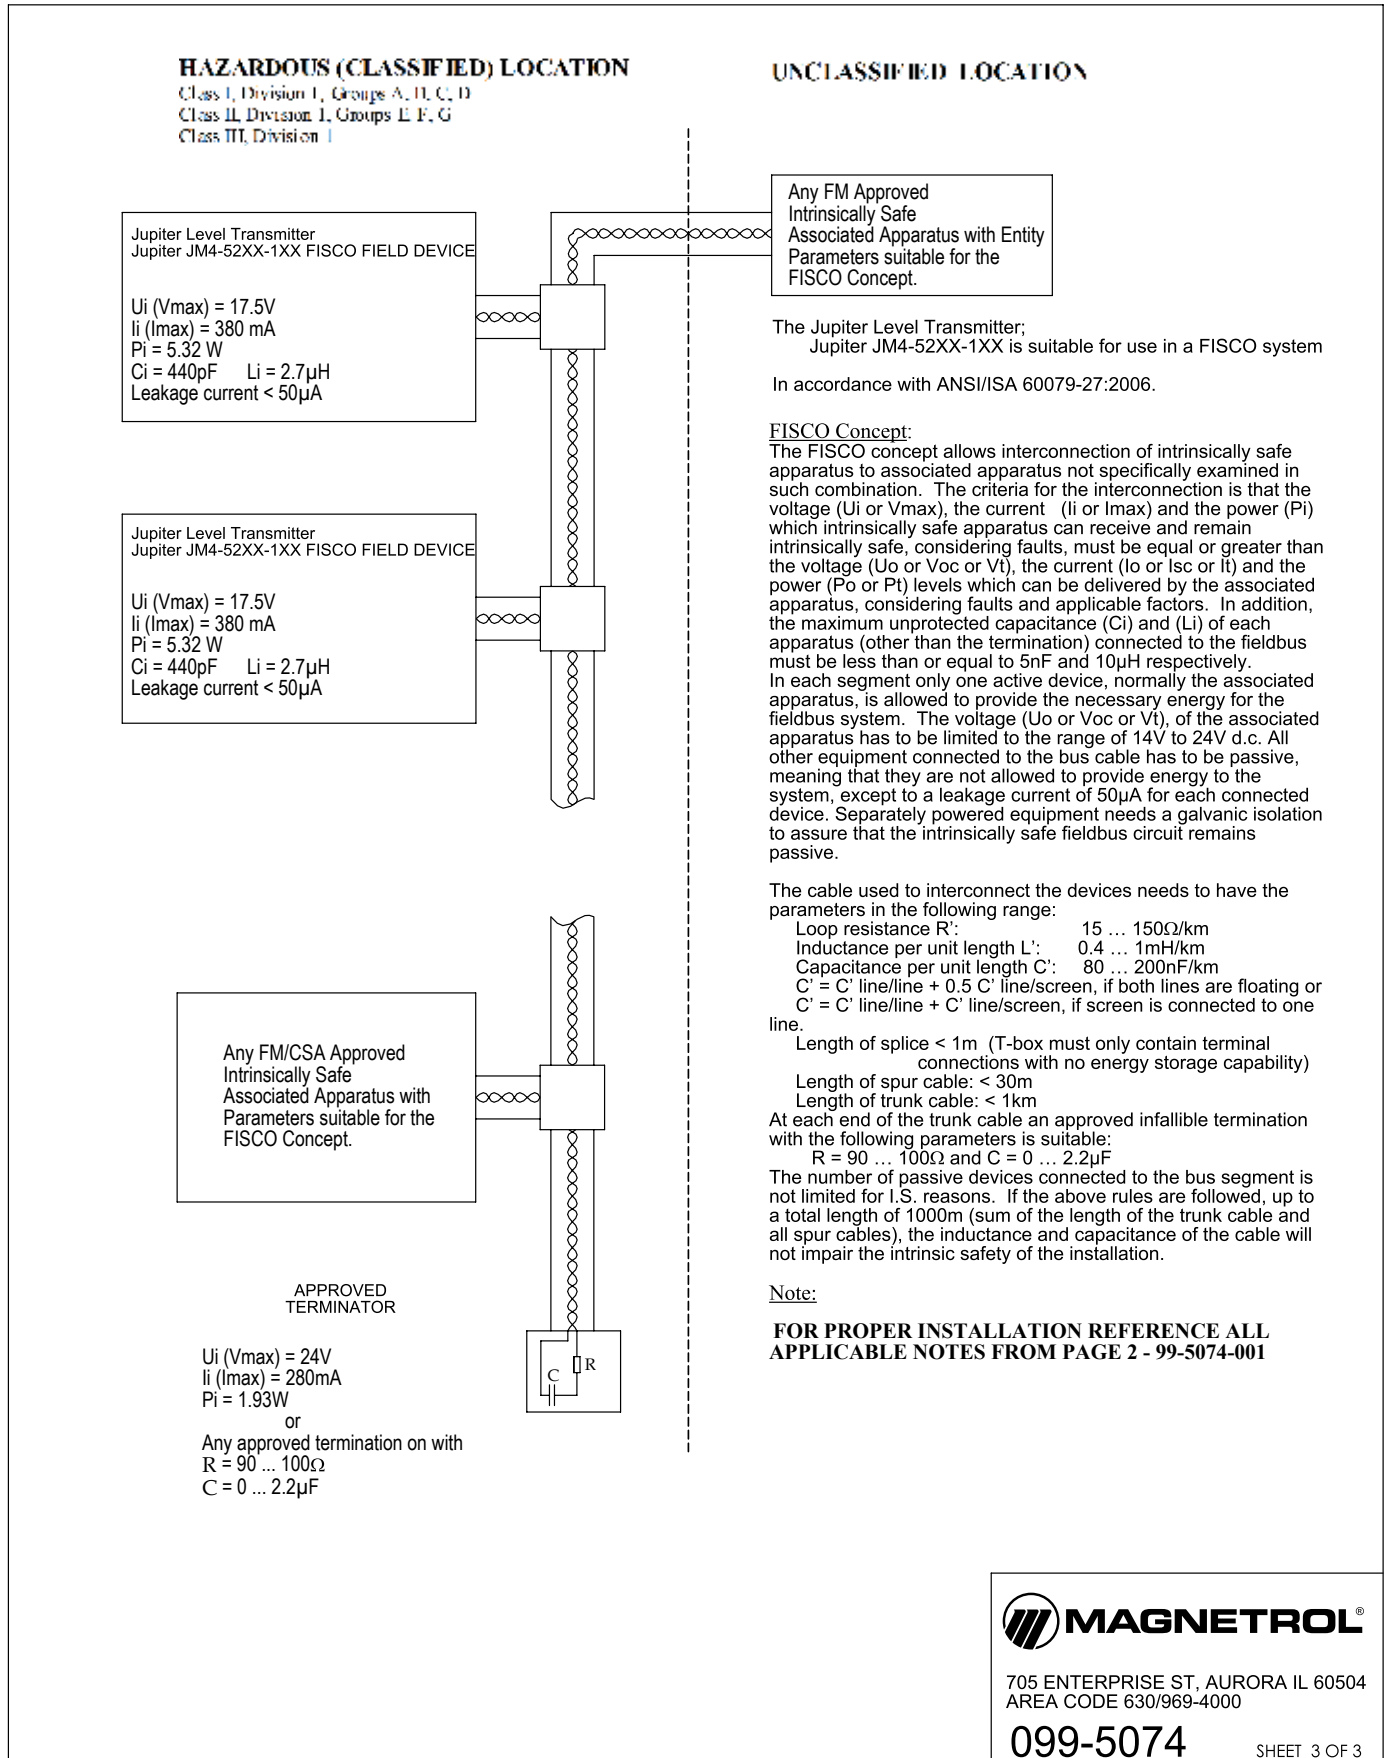 HAZARDOUS (CLASSIFIED) LOCATION
Class I, Division 1, Groups A, B, C, D
Class II, Division 1, Groups E, F, G
Class III, Division 1
UNCLASSIFIED LOCATION
Jupiter Level Transmitter
Jupiter JM4-52XX-1XX FISCO FIELD DEVICE
Ui (Vmax) = 17.5V
Ii (Imax) = 380 mA
Pi = 5.32 W
Ci = 440pF Li = 2.7µH
Leakage current < 50µA
Jupiter Level Transmitter
Jupiter JM4-52XX-1XX FISCO FIELD DEVICE
Ui (Vmax) = 17.5V
Ii (Imax) = 380 mA
Pi = 5.32 W
Ci = 440pF Li = 2.7µH
Leakage current < 50µA
Any FM/CSA Approved
Intrinsically Safe
Associated Apparatus with
Parameters suitable for the
FISCO Concept.
APPROVED
TERMINATOR
Ui (Vmax) = 24V
Ii (Imax) = 280mA
Pi = 1.93W
or
Any approved termination on with
R = 90 ... 100Ω
C = 0 ... 2.2µF
C
R
Any FM Approved
Intrinsically Safe
Associated Apparatus with Entity
Parameters suitable for the
FISCO Concept.
The Jupiter Level Transmitter;
Jupiter JM4-52XX-1XX is suitable for use in a FISCO system
In accordance with ANSI/ISA 60079-27:2006.
FISCO Concept:
The FISCO concept allows interconnection of intrinsically safe
apparatus to associated apparatus not specifically examined in
such combination. The criteria for the interconnection is that the
voltage (Ui or Vmax), the current (Ii or Imax) and the power (Pi)
which intrinsically safe apparatus can receive and remain
intrinsically safe, considering faults, must be equal or greater than
the voltage (Uo or Voc or Vt), the current (Io or Isc or It) and the
power (Po or Pt) levels which can be delivered by the associated
apparatus, considering faults and applicable factors. In addition,
the maximum unprotected capacitance (Ci) and (Li) of each
apparatus (other than the termination) connected to the fieldbus
must be less than or equal to 5nF and 10µH respectively.
In each segment only one active device, normally the associated
apparatus, is allowed to provide the necessary energy for the
fieldbus system. The voltage (Uo or Voc or Vt), of the associated
apparatus has to be limited to the range of 14V to 24V d.c. All
other equipment connected to the bus cable has to be passive,
meaning that they are not allowed to provide energy to the
system, except to a leakage current of 50µA for each connected
device. Separately powered equipment needs a galvanic isolation
to assure that the intrinsically safe fieldbus circuit remains
passive.
The cable used to interconnect the devices needs to have the
parameters in the following range:
Loop resistance R’: 15 … 150Ω/km
Inductance per unit length L’: 0.4 … 1mH/km
Capacitance per unit length C’: 80 … 200nF/km
C’ = C’ line/line + 0.5 C’ line/screen, if both lines are floating or
C’ = C’ line/line + C’ line/screen, if screen is connected to one
line.
Length of splice < 1m (T-box must only contain terminal
connections with no energy storage capability)
Length of spur cable: < 30m
Length of trunk cable: < 1km
At each end of the trunk cable an approved infallible termination
with the following parameters is suitable:
R = 90 … 100Ω and C = 0 … 2.2µF
The number of passive devices connected to the bus segment is
not limited for I.S. reasons. If the above rules are followed, up to
a total length of 1000m (sum of the length of the trunk cable and
all spur cables), the inductance and capacitance of the cable will
not impair the intrinsic safety of the installation.
Note:
FOR PROPER INSTALLATION REFERENCE ALL
APPLICABLE NOTES FROM PAGE 2 - 99-5074-001
MAGNETROL®
705 ENTERPRISE ST, AURORA IL 60504
AREA CODE 630/969-4000
099-5074 SHEET 3 OF 3